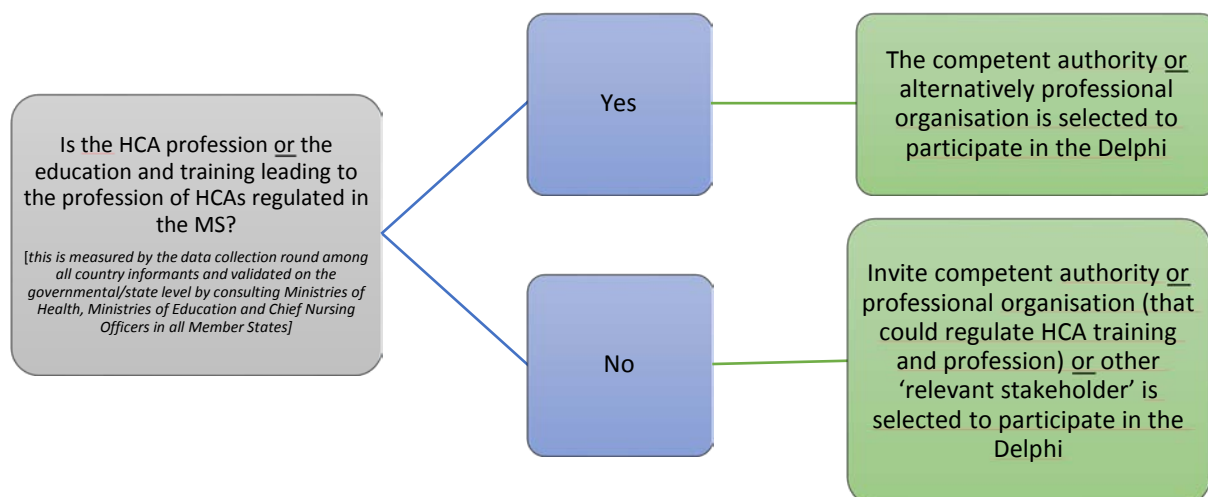 Is the HCA profession or the
education and training leading to
the profession of HCAs regulated in
the MS?
[this is measured by the data collection round among
all country informants and validated on the
governmental/state level by consulting Ministries of
Health, Ministries of Education and Chief Nursing
Officers in all Member States]
Yes
The competent authority or
alternatively professional
organisation is selected to
participate in the Delphi
No
Invite competent authority or
professional organisation (that
could regulate HCA training
and profession) or other
‘relevant stakeholder’ is
selected to participate in the
Delphi